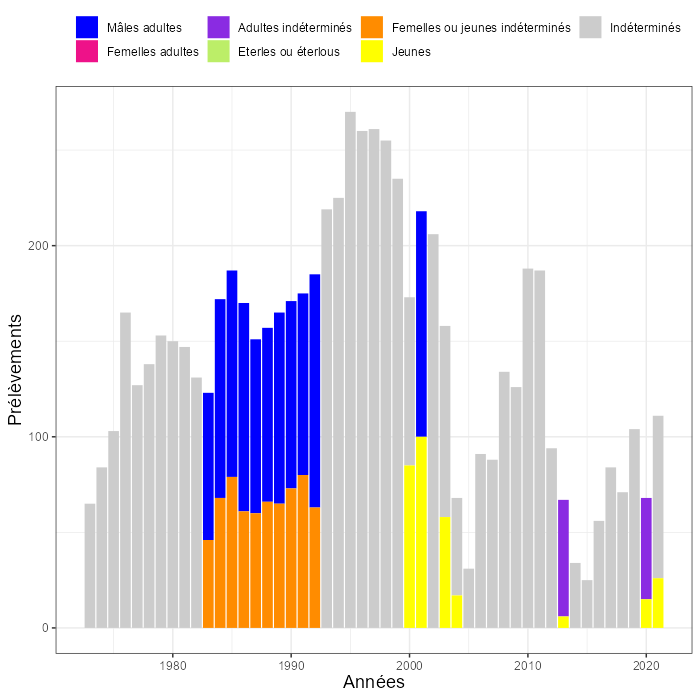 Mâles adultes Adultes indéterminés Femelles ou jeunes indéterminés Indéterminés
Femelles adultes Eterles ou éterlous Jeunes
Prélèvements
200
100
0
1980 1990 2000 2010 2020
Années